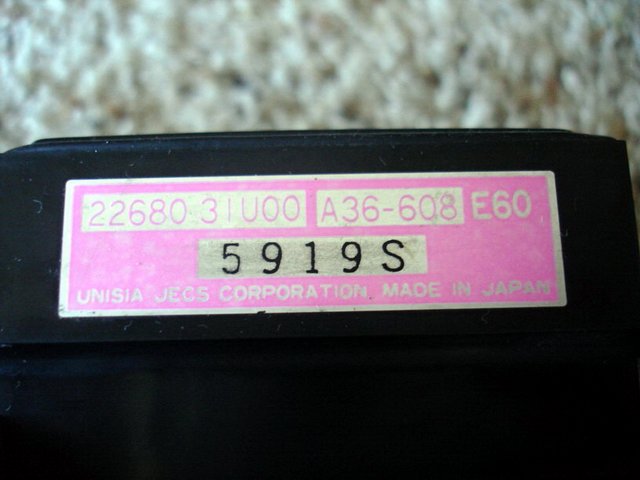 22680 31U00 A36-608 E60
5919S
UNISIA JECS CORPORATION MADE IN JAPAN